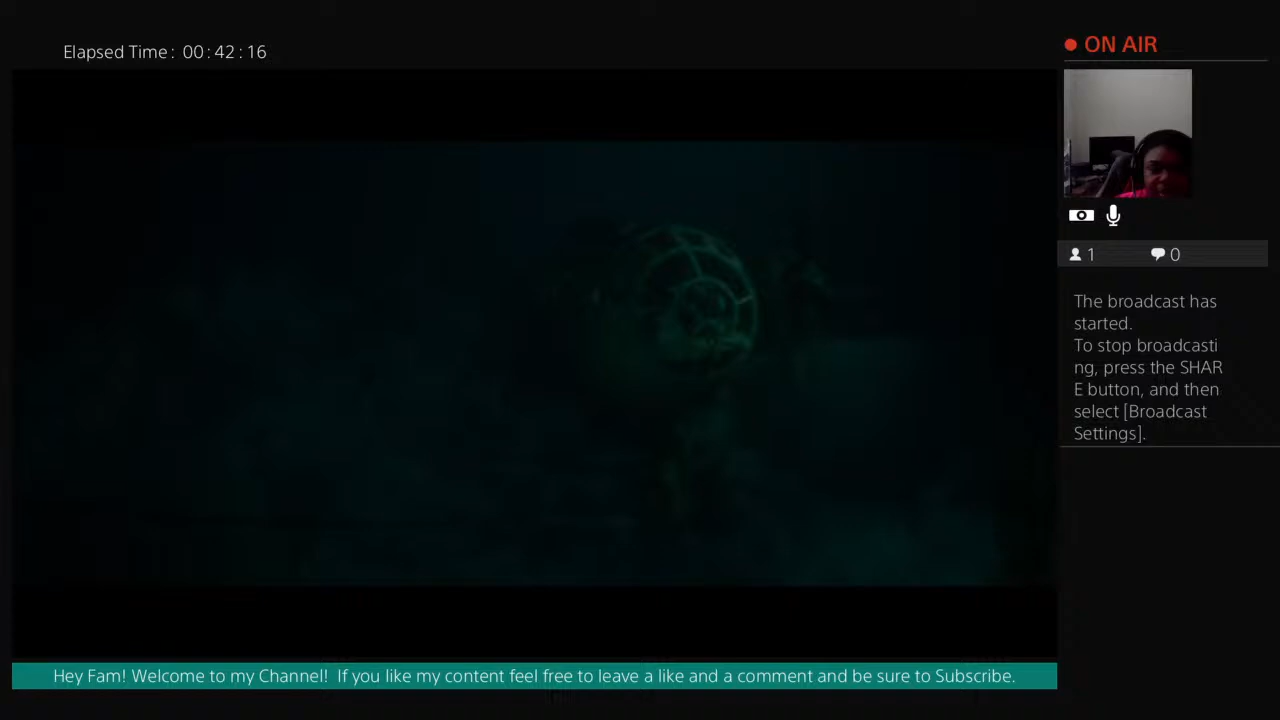 Elapsed Time: 00:42:16
ON AIR
1 0
The broadcast has
started.
To stop broadcasti
ng, press the SHAR
E button, and then
select [Broadcast
Settings].
Hey Fam! Welcome to my Channel! If you like my content feel free to leave a like and a comment and be sure to Subscribe.